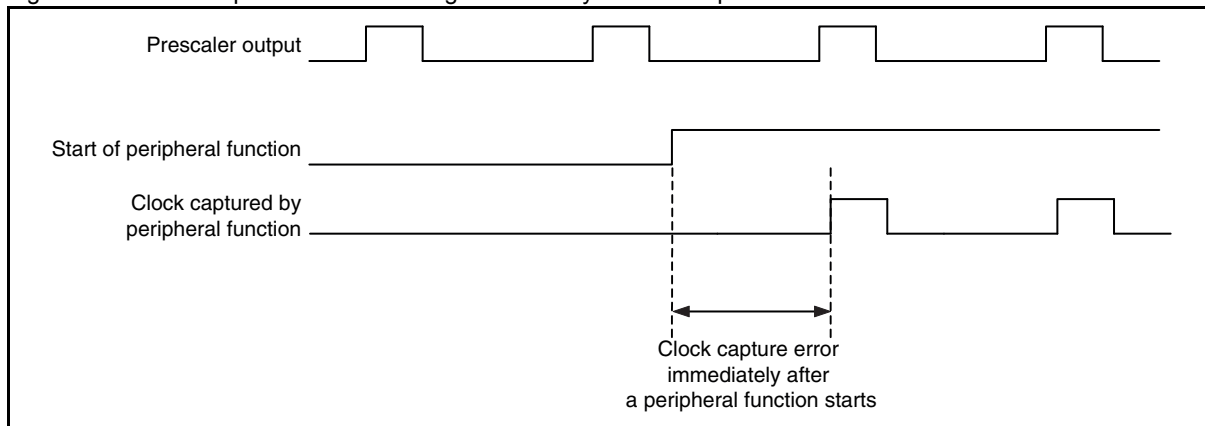 Prescaler output
Start of peripheral function
Clock captured by
peripheral function
Clock capture error
immediately after
a peripheral function starts